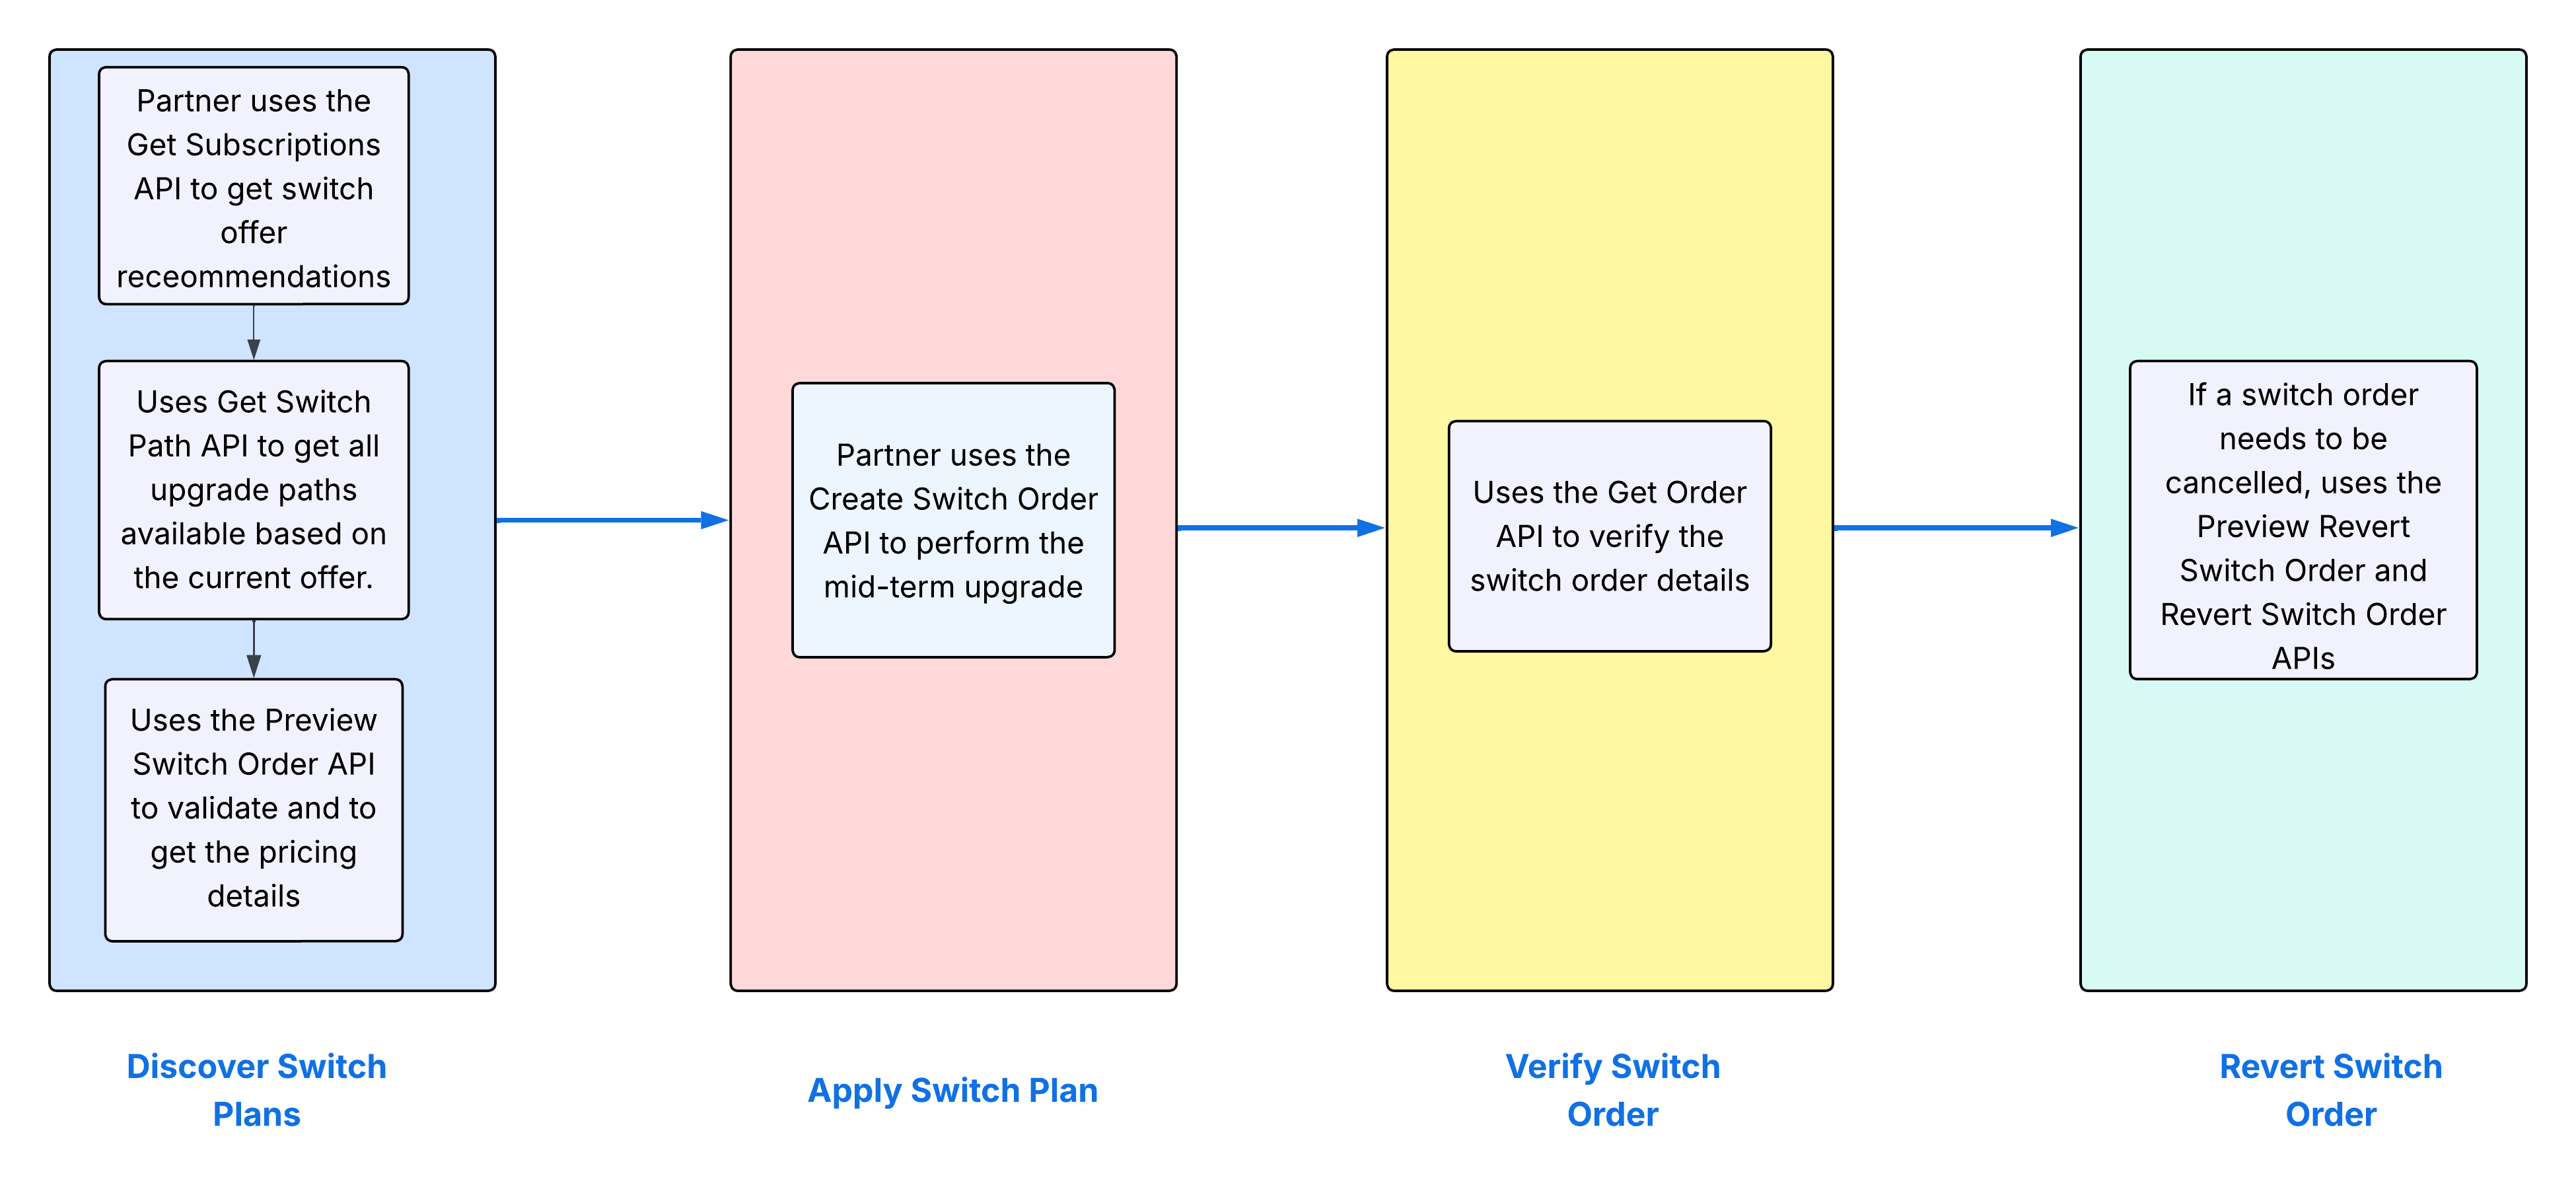 Partner uses the
Get Subscriptions
API to get switch
offer
receommendations
Uses Get Switch
Path API to get all
upgrade paths
available based on
the current offer.
Uses the Preview
Switch Order API
to validate and to
get the pricing
details
Discover Switch
Plans
Partner uses the
Create Switch Order
API to perform the
mid-term upgrade
Apply Switch Plan
Uses the Get Order
API to verify the
switch order details
Verify Switch
Order
If a switch order
needs to be
cancelled, uses the
Preview Revert
Switch Order and
Revert Switch Order
APIs
Revert Switch
Order